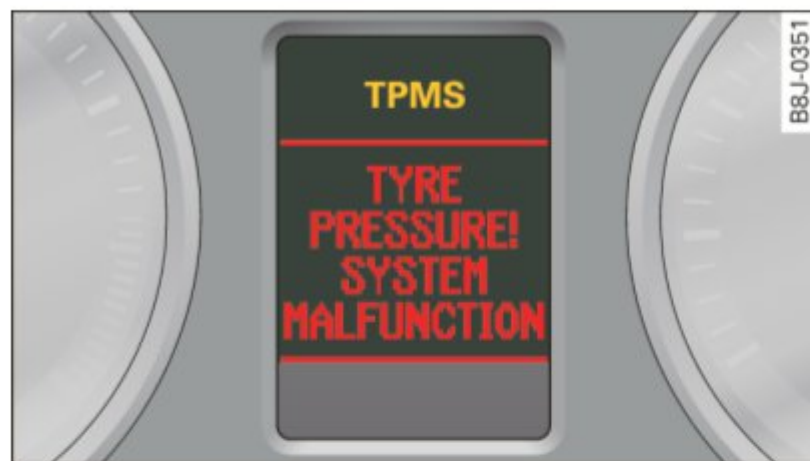 TPMS
TYRE
PRESSURE!
SYSTEM
MALFUNCTION
B8J-0351